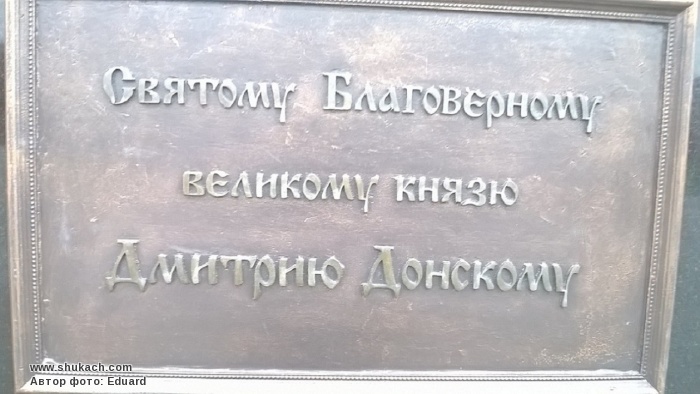 Святому Благоверному
великому князю
Дмитрию Донскому
www.shukach.com
Автор фото: Eduard